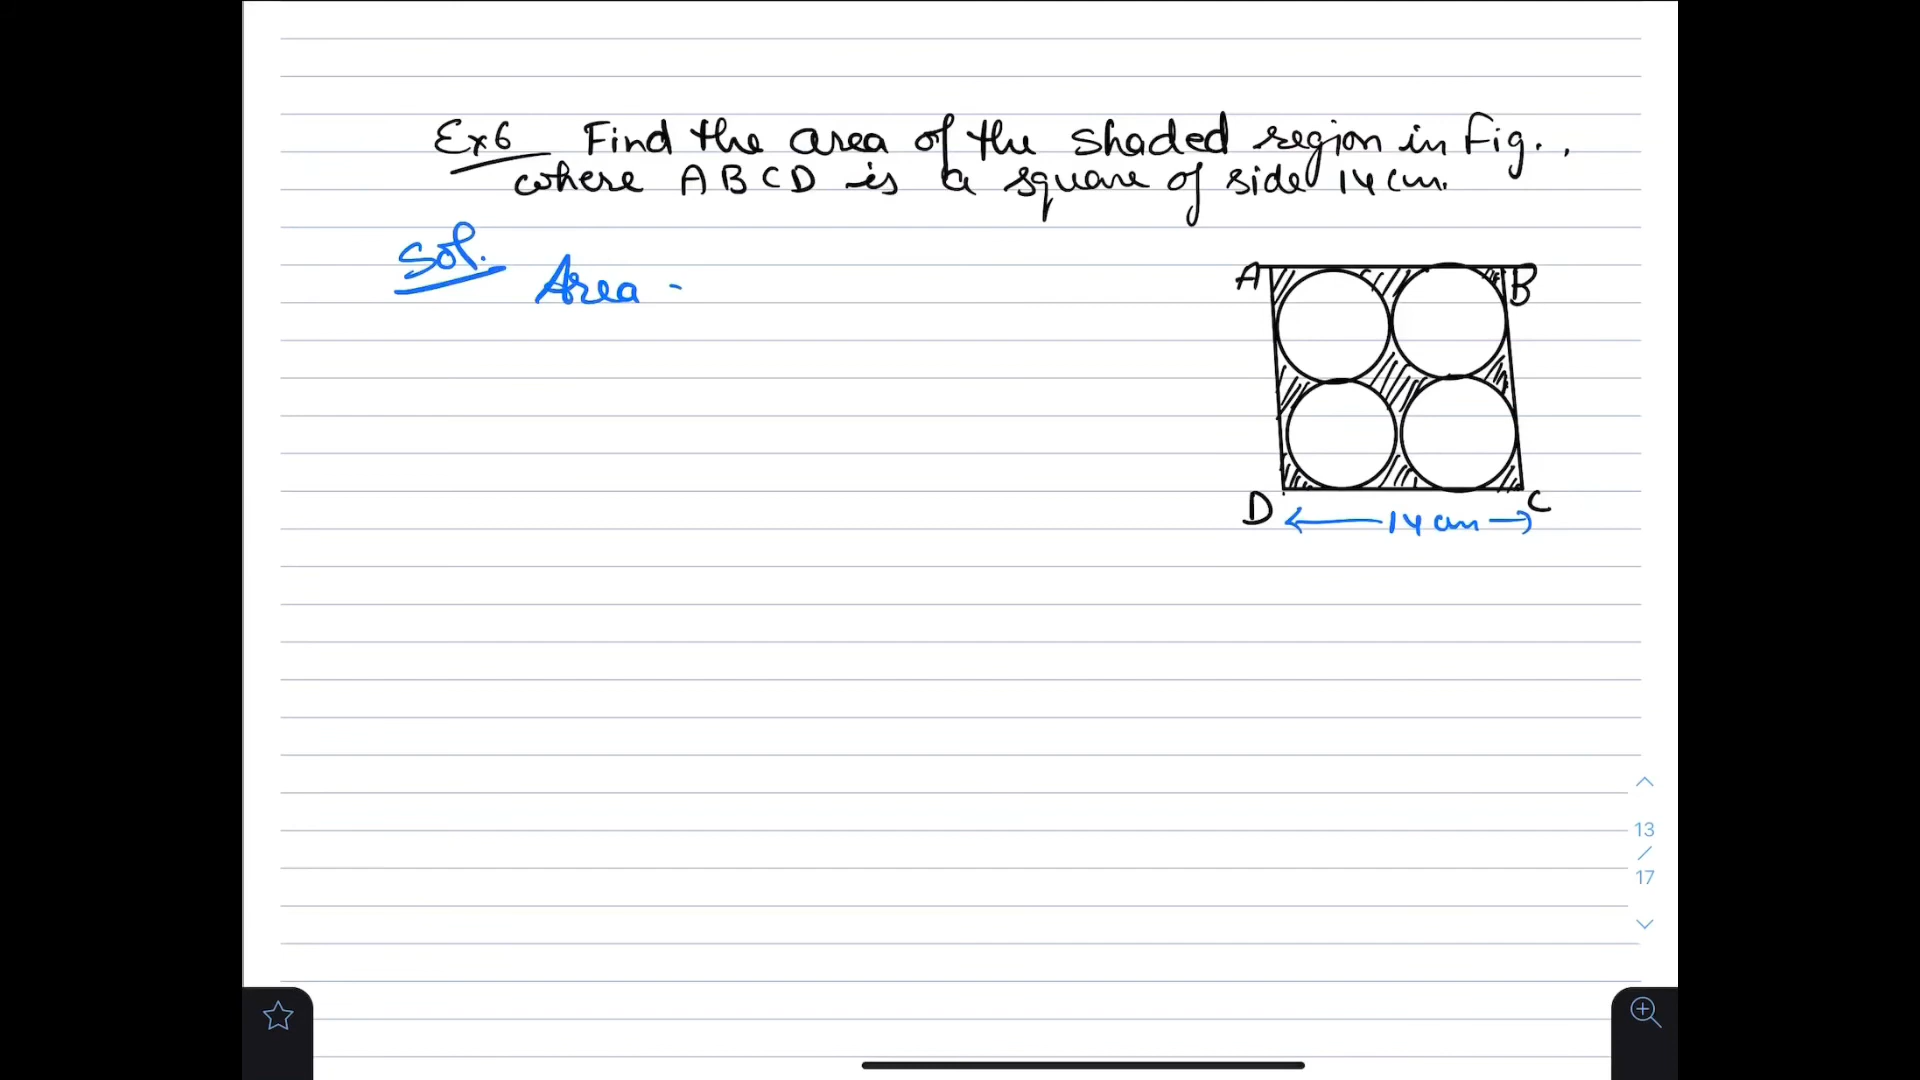 Ex6 Find the area of the shaded region in Fig.,
where ABCD is a square of side 14 cm.
Sol. Area -
A B
D C
14 cm
13
/
17